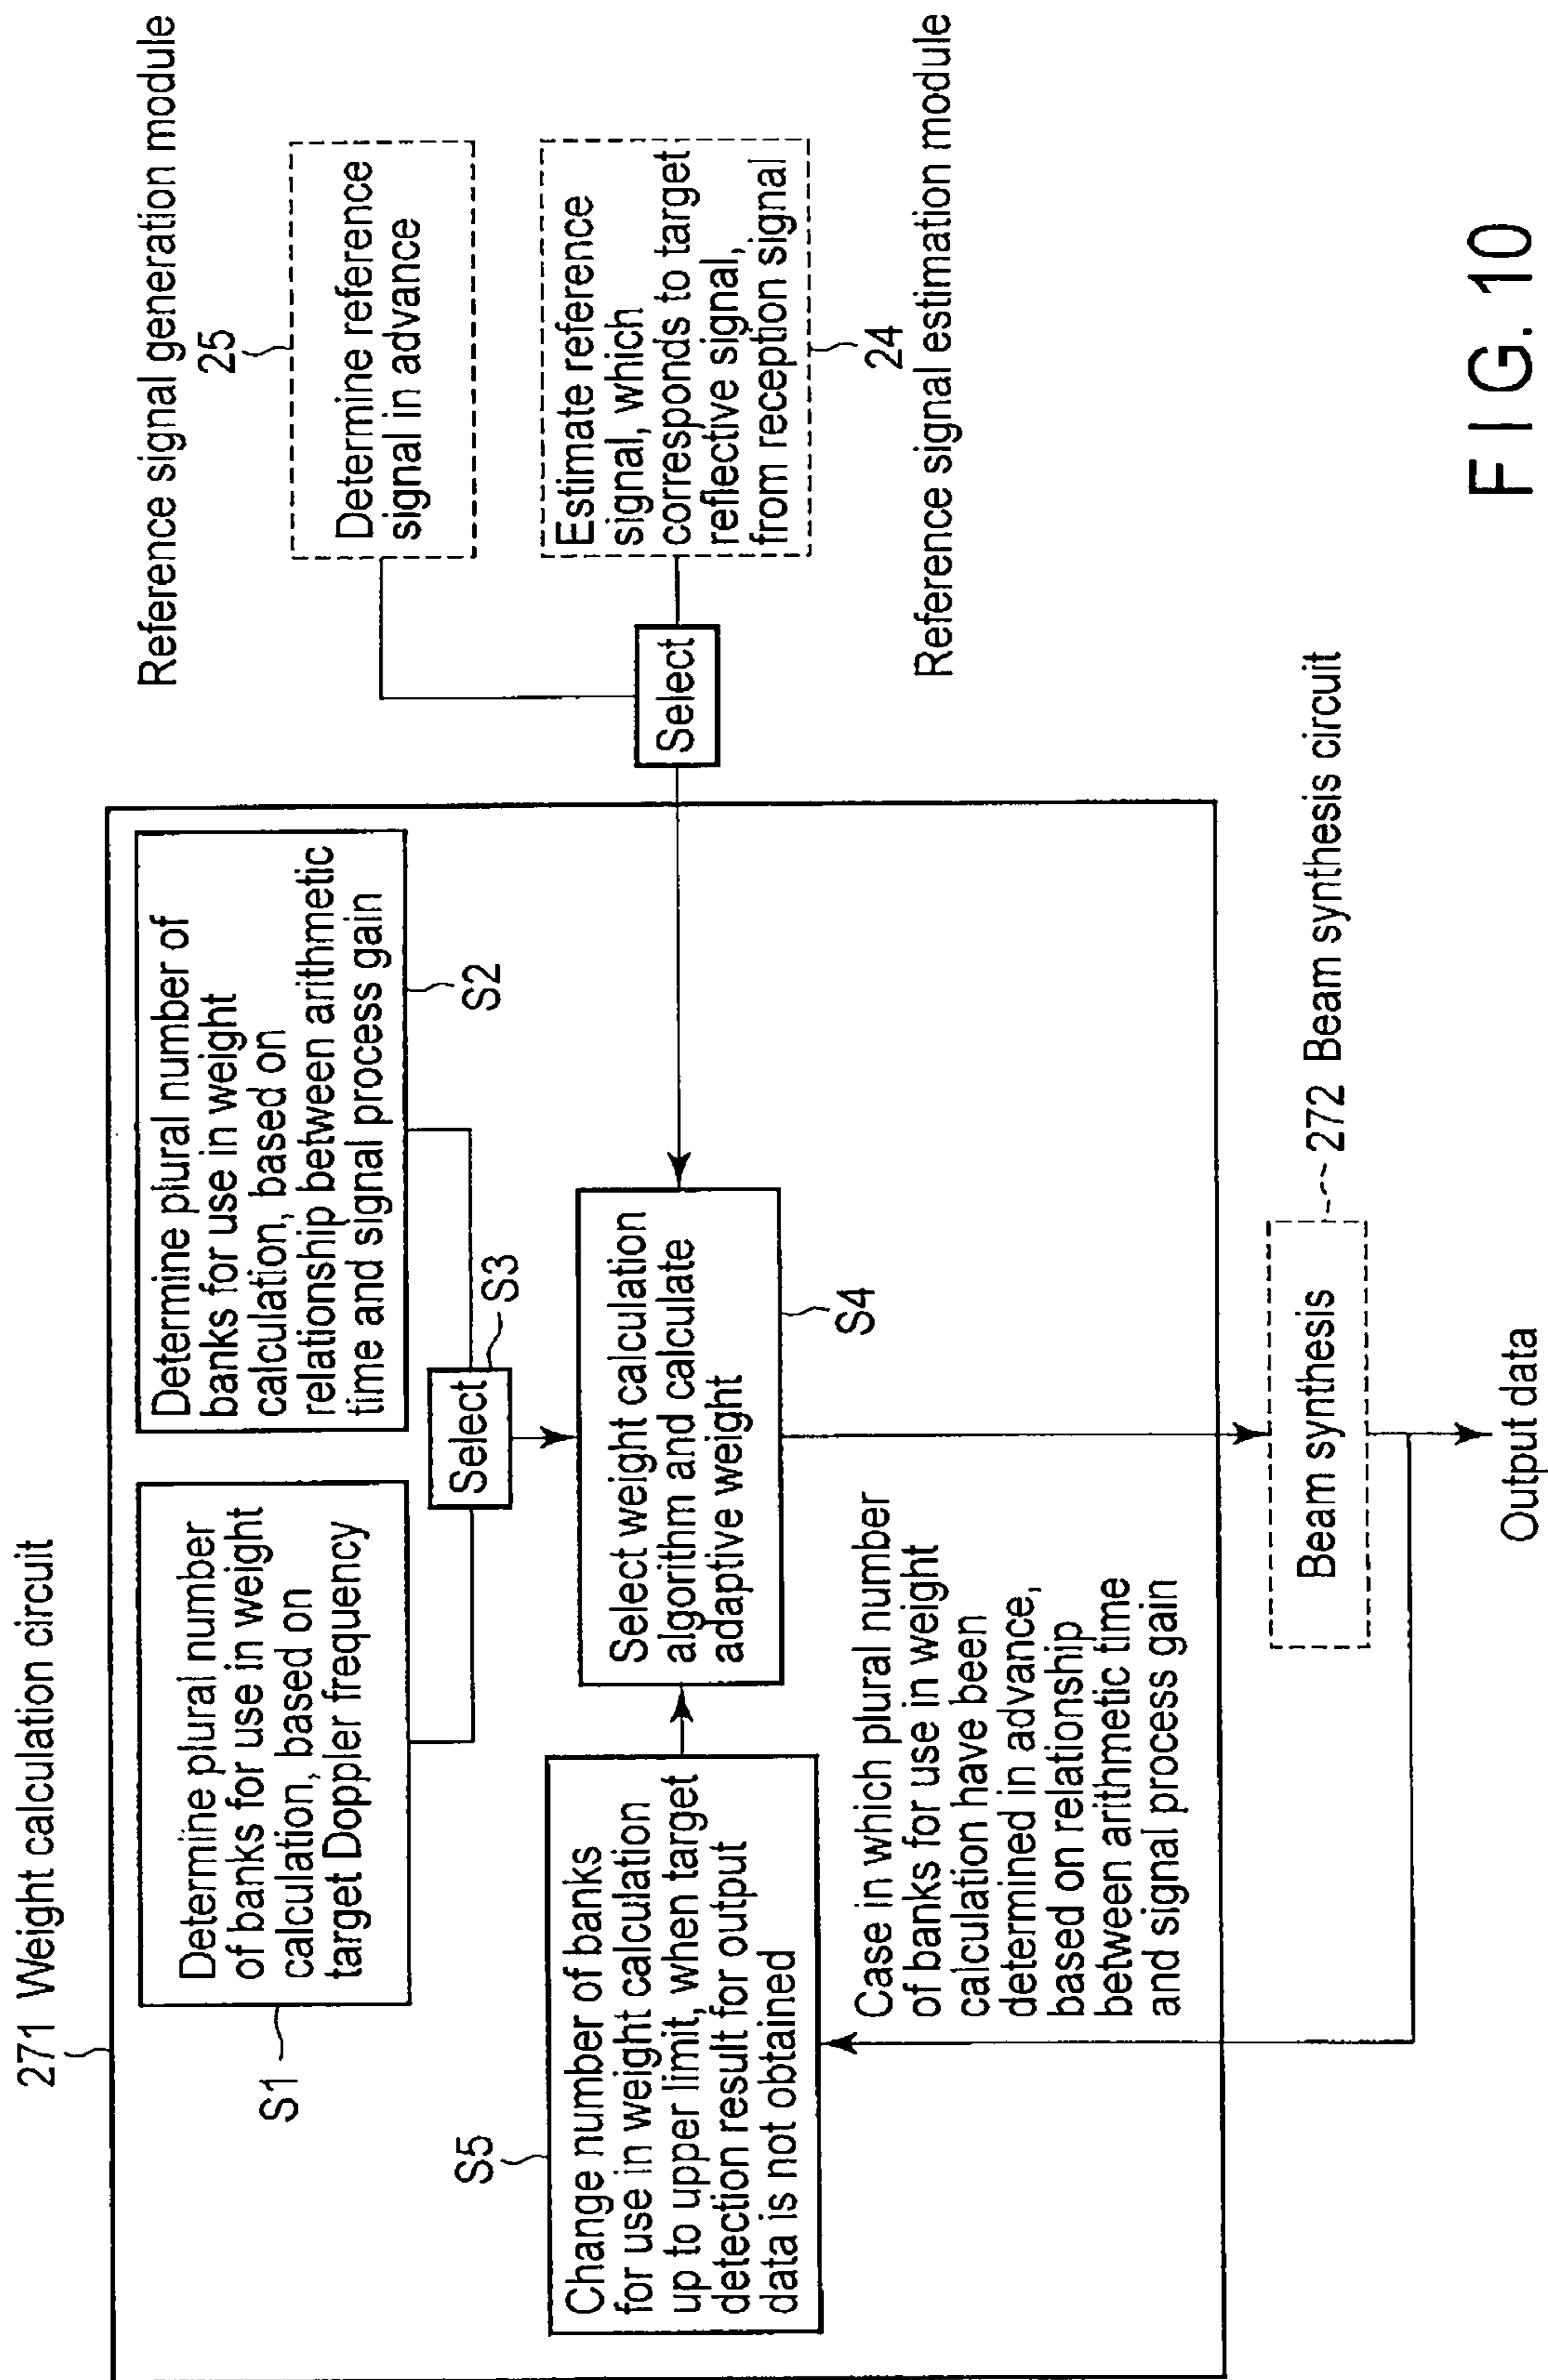 271 Weight calculation circuit
S1
Determine plural number
of banks for use in weight
calculation, based on
target Doppler frequency
Determine plural number of
banks for use in weight
calculation, based on
relationship between arithmetic
time and signal process gain
S2
Select
S3
S5
Change number of banks
for use in weight calculation
up to upper limit, when target
detection result for output
data is not obtained
Select weight calculation
algorithm and calculate
adaptive weight
S4
Case in which plural number
of banks for use in weight
calculation have been
determined in advance,
based on relationship
between arithmetic time
and signal process gain
Reference signal generation module
25
Determine reference
signal in advance
Select
Estimate reference
signal, which
corresponds to target
reflective signal,
from reception signal
24
Reference signal estimation module
Beam synthesis
272 Beam synthesis circuit
Output data
FIG. 10